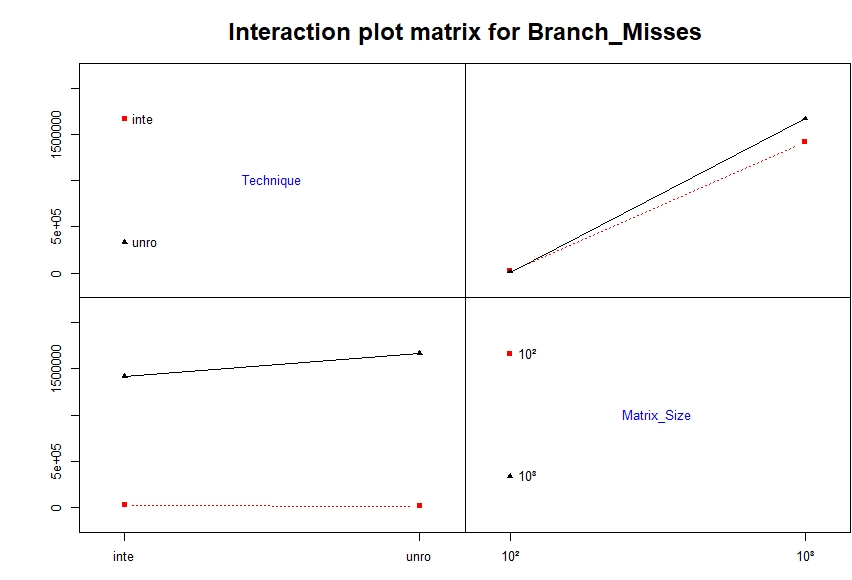 Interaction plot matrix for Branch_Misses
1500000
5e+05
0
inte
Technique
unro
1500000
5e+05
0
10²
Matrix_Size
10³
inte
unro
10²
10³